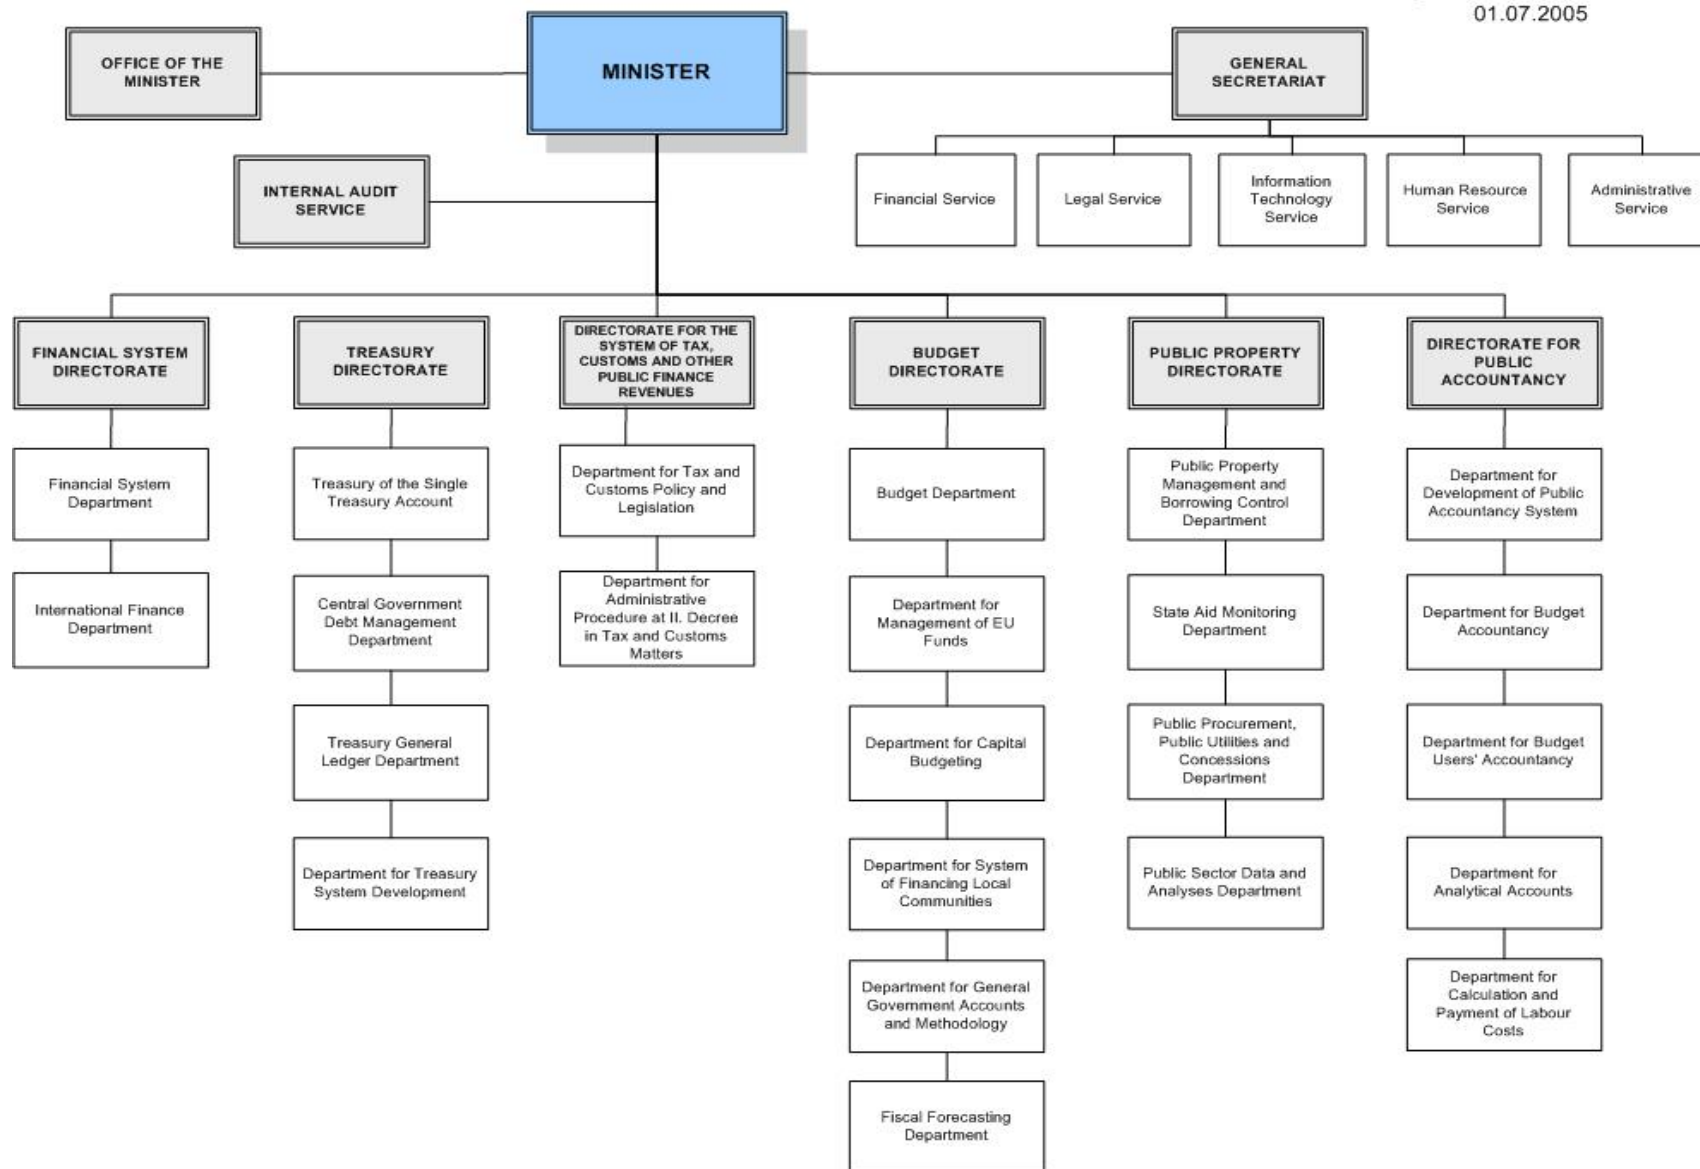 01.07.2005
OFFICE OF THE
MINISTER
MINISTER
GENERAL
SECRETARIAT
INTERNAL AUDIT
SERVICE
Financial Service
Legal Service
Information
Technology
Service
Human Resource
Service
Administrative
Service
FINANCIAL SYSTEM
DIRECTORATE
TREASURY
DIRECTORATE
DIRECTORATE FOR THE
SYSTEM OF TAX,
CUSTOMS AND OTHER
PUBLIC FINANCE
REVENUES
BUDGET
DIRECTORATE
PUBLIC PROPERTY
DIRECTORATE
DIRECTORATE FOR
PUBLIC
ACCOUNTANCY
Financial System
Department
International Finance
Department
Treasury of the Single
Treasury Account
Central Government
Debt Management
Department
Treasury General
Ledger Department
Department for Treasury
System Development
Department for Tax and
Customs Policy and
Legislation
Department for
Administrative
Procedure at II. Decree
in Tax and Customs
Matters
Budget Department
Department for
Management of EU
Funds
Department for Capital
Budgeting
Department for System
of Financing Local
Communities
Department for General
Government Accounts
and Methodology
Fiscal Forecasting
Department
Public Property
Management and
Borrowing Control
Department
State Aid Monitoring
Department
Public Procurement,
Public Utilities and
Concessions
Department
Public Sector Data and
Analyses Department
Department for
Development of Public
Accountancy System
Department for Budget
Accountancy
Department for Budget
Users' Accountancy
Department for
Analytical Accounts
Department for
Calculation and
Payment of Labour
Costs